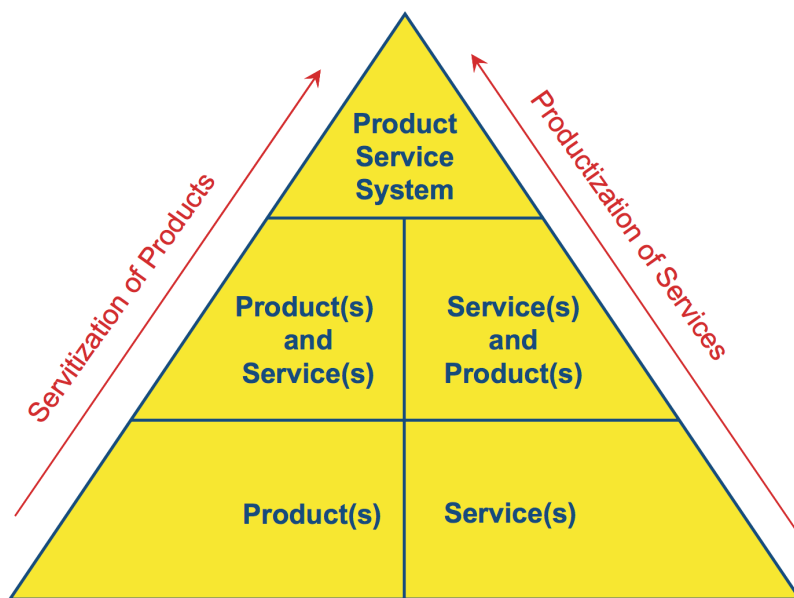 Product
Service
System
Servitization of Products
Productization of Services
Product(s)
and
Service(s)
Service(s)
and
Product(s)
Product(s)
Service(s)